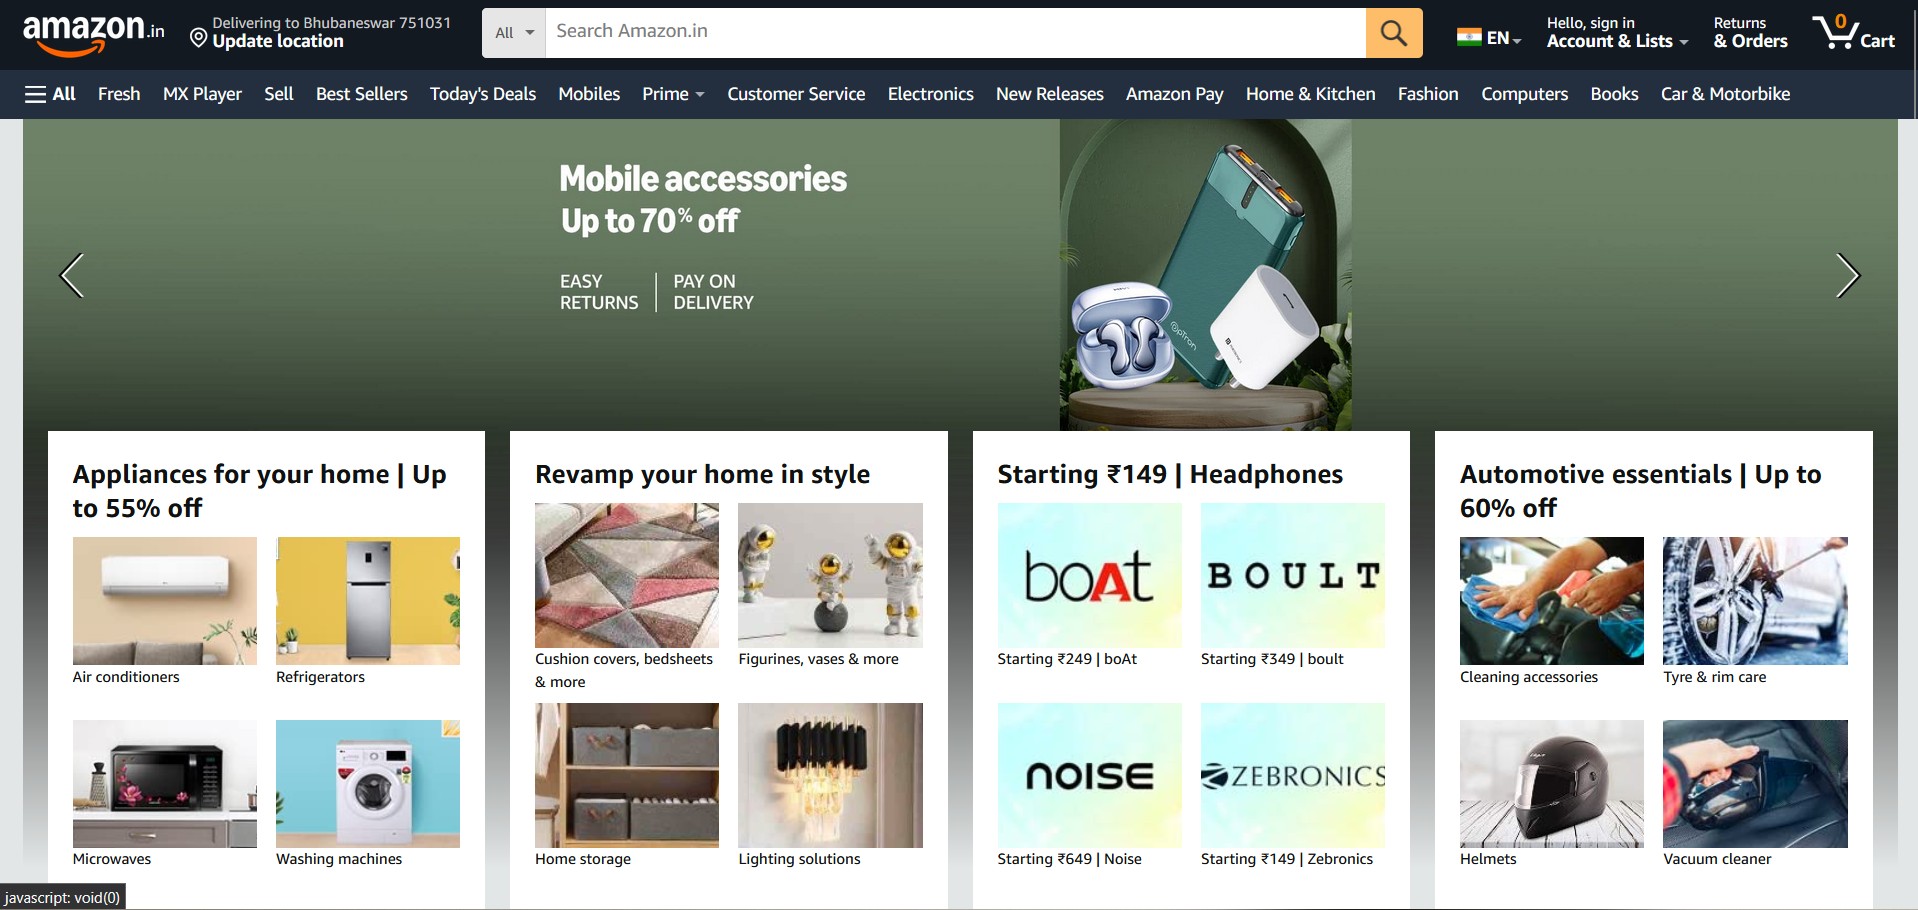 amazon.in
Delivering to Bhubaneswar 751031
Update location
All
Search Amazon.in
EN
Hello, sign in
Account & Lists
Returns
& Orders
0
Cart
All Fresh MX Player Sell Best Sellers Today's Deals Mobiles Prime Customer Service Electronics New Releases Amazon Pay Home & Kitchen Fashion Computers Books Car & Motorbike
Mobile accessories
Up to 70% off
EASY
RETURNS
PAY ON
DELIVERY
pTron
Appliances for your home | Up
to 55% off
Air conditioners
Refrigerators
Microwaves
Washing machines
Revamp your home in style
Cushion covers, bedsheets
& more
Figurines, vases & more
Home storage
Lighting solutions
Starting ₹149 | Headphones
boAt
BOULT
Starting ₹249 | boAt
Starting ₹349 | boult
noise
ZEBRONICS
Starting ₹649 | Noise
Starting ₹149 | Zebronics
Automotive essentials | Up to
60% off
Cleaning accessories
Tyre & rim care
Helmets
Vacuum cleaner
javascript: void(0)